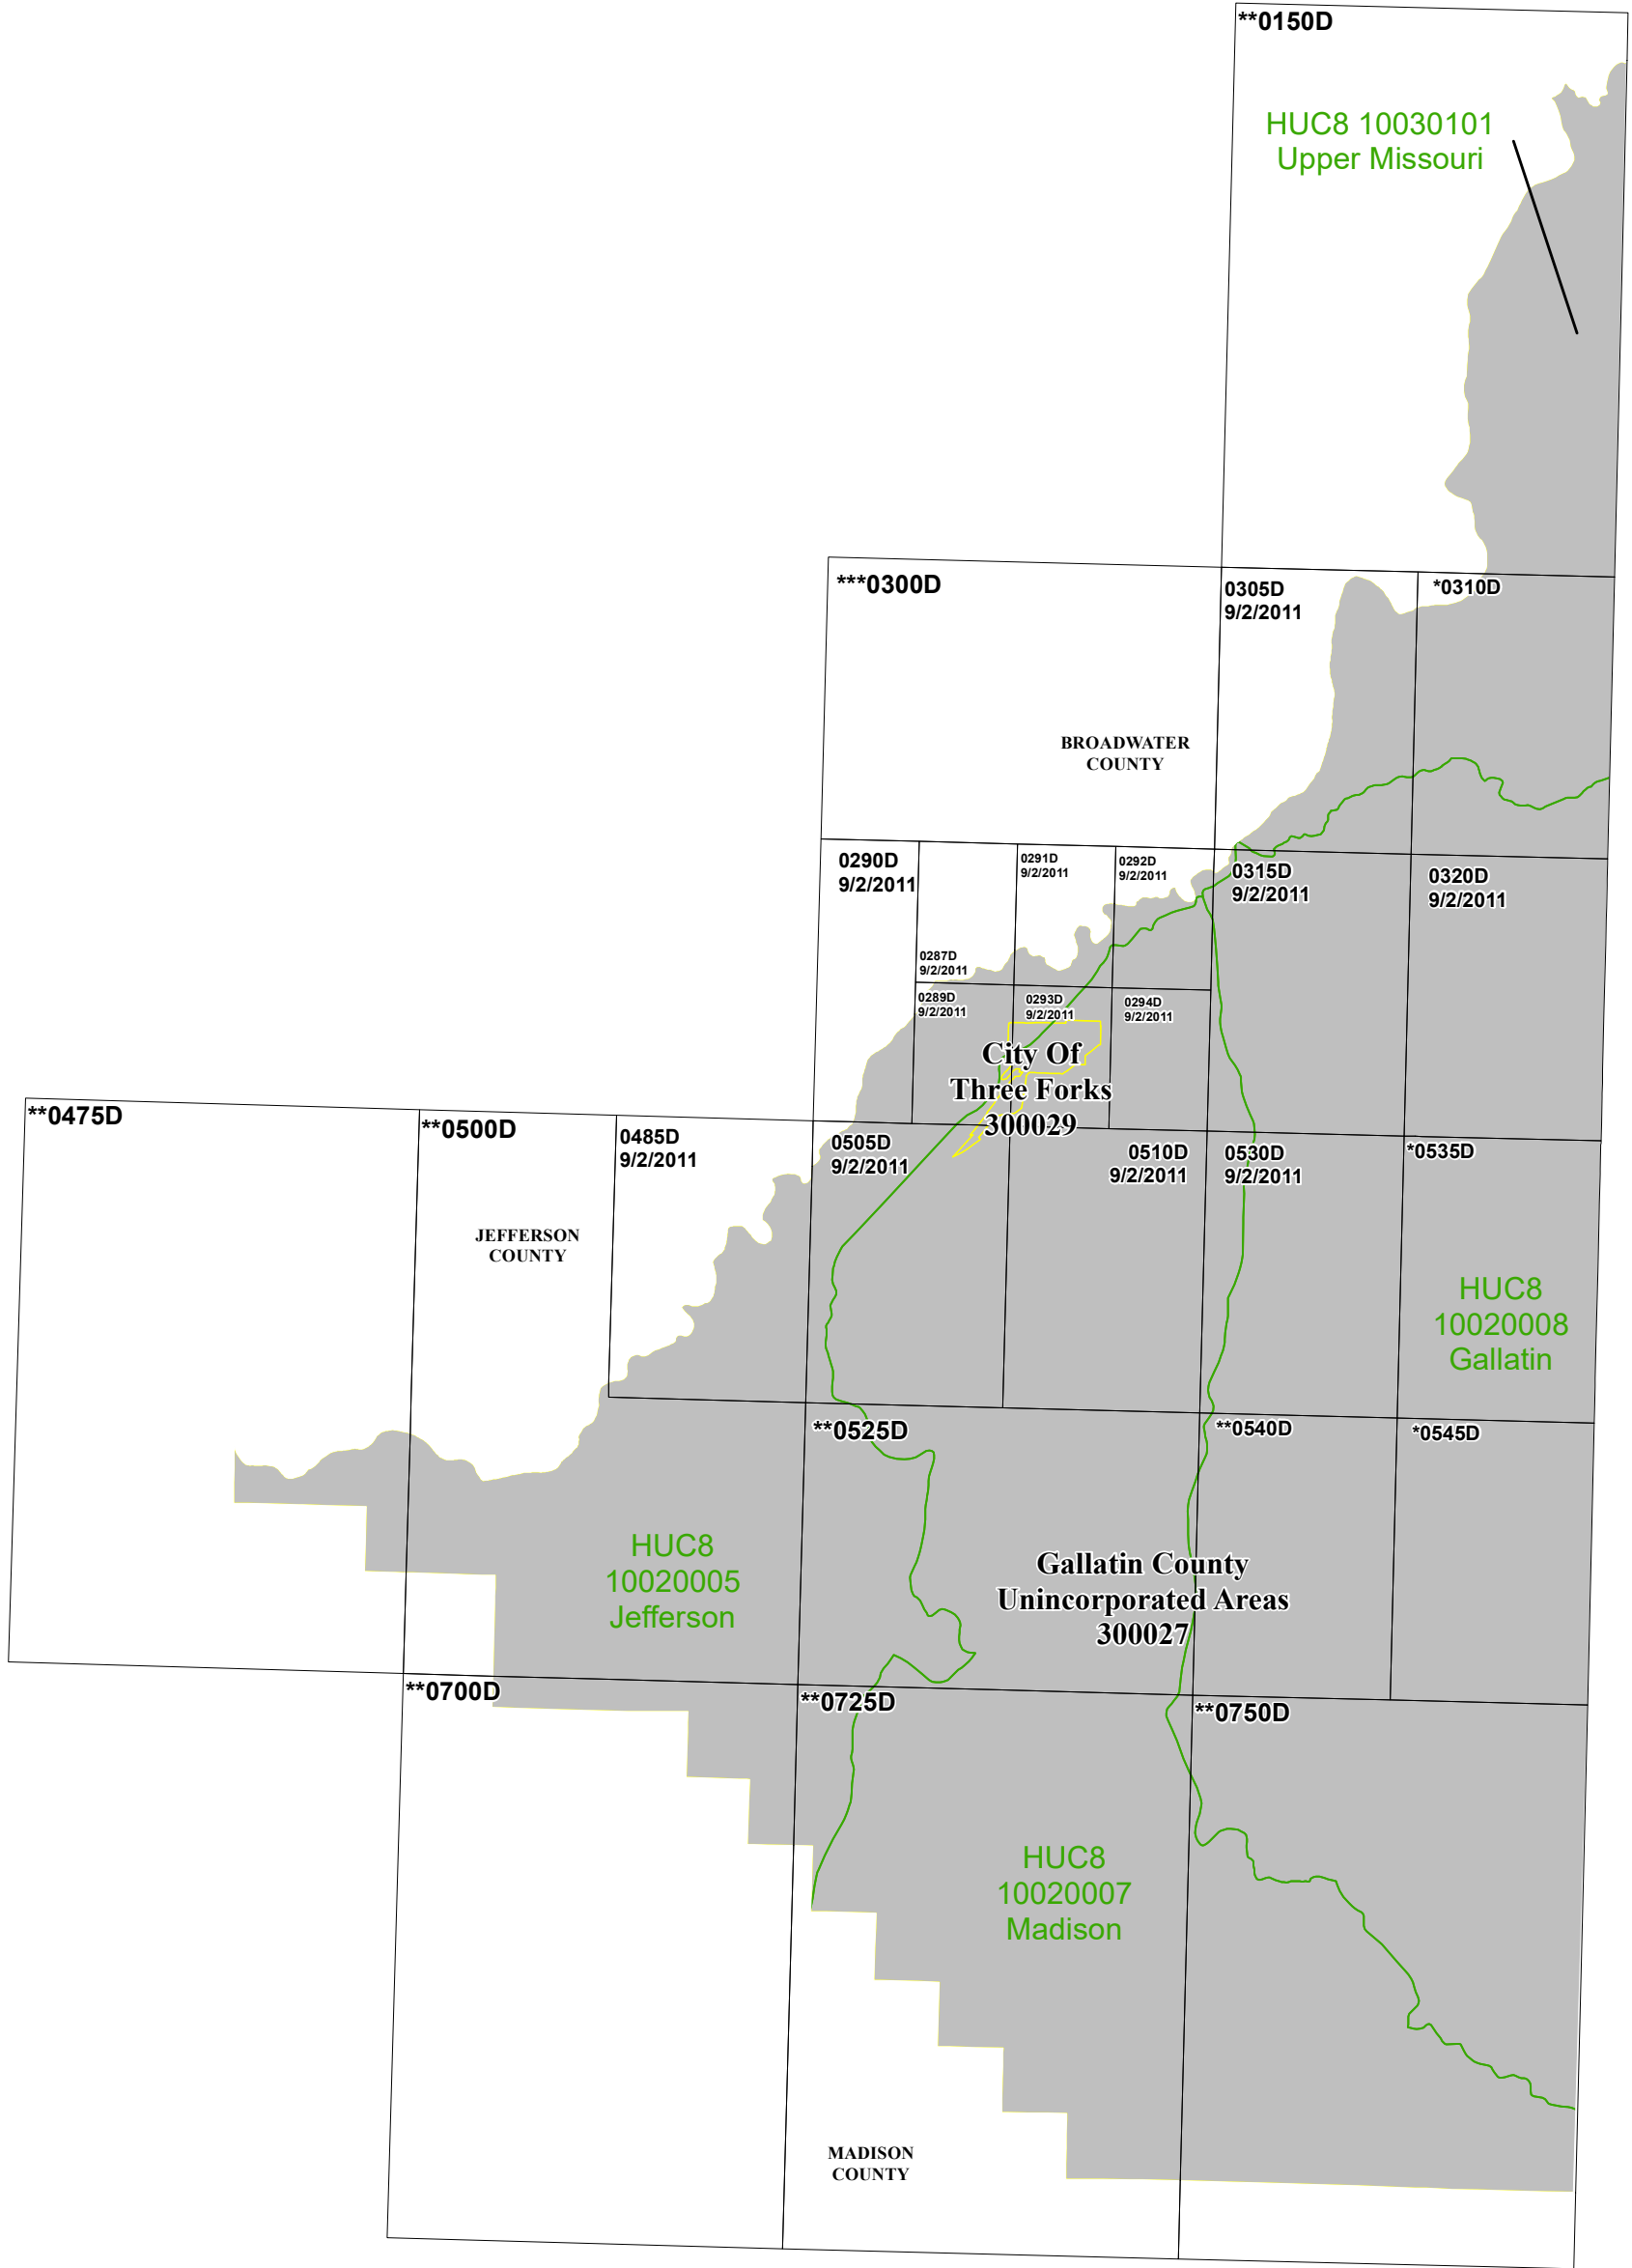 **0150D
HUC8 10030101
Upper Missouri
***0300D
0305D
9/2/2011
*0310D
BROADWATER
COUNTY
0290D
9/2/2011
0291D
9/2/2011
0292D
9/2/2011
0315D
9/2/2011
0320D
9/2/2011
0287D
9/2/2011
0289D
9/2/2011
0293D
9/2/2011
0294D
9/2/2011
City Of
Three Forks
300029
**0475D
**0500D
0485D
9/2/2011
0505D
9/2/2011
0510D
9/2/2011
0530D
9/2/2011
*0535D
JEFFERSON
COUNTY
HUC8
10020008
Gallatin
**0525D
**0540D
*0545D
HUC8
10020005
Jefferson
Gallatin County
Unincorporated Areas
300027
**0700D
**0725D
**0750D
HUC8
10020007
Madison
MADISON
COUNTY